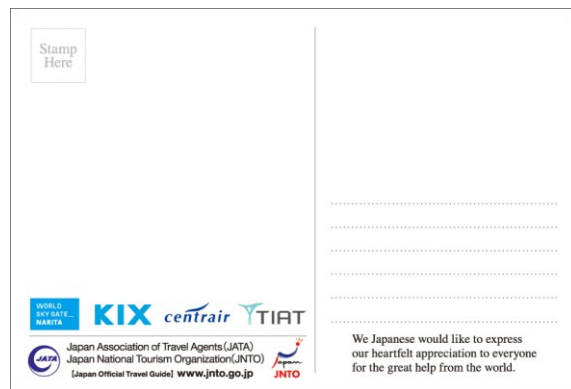 Stamp
Here
WORLD
SKY GATE_
NARITA
KIX
centrair
TIAT
JATA
Japan Association of Travel Agents(JATA)
Japan National Tourism Organization(JNTO)
[Japan Official Travel Guide] www.jnto.go.jp
Japan
JNTO
We Japanese would like to express
our heartfelt appreciation to everyone
for the great help from the world.